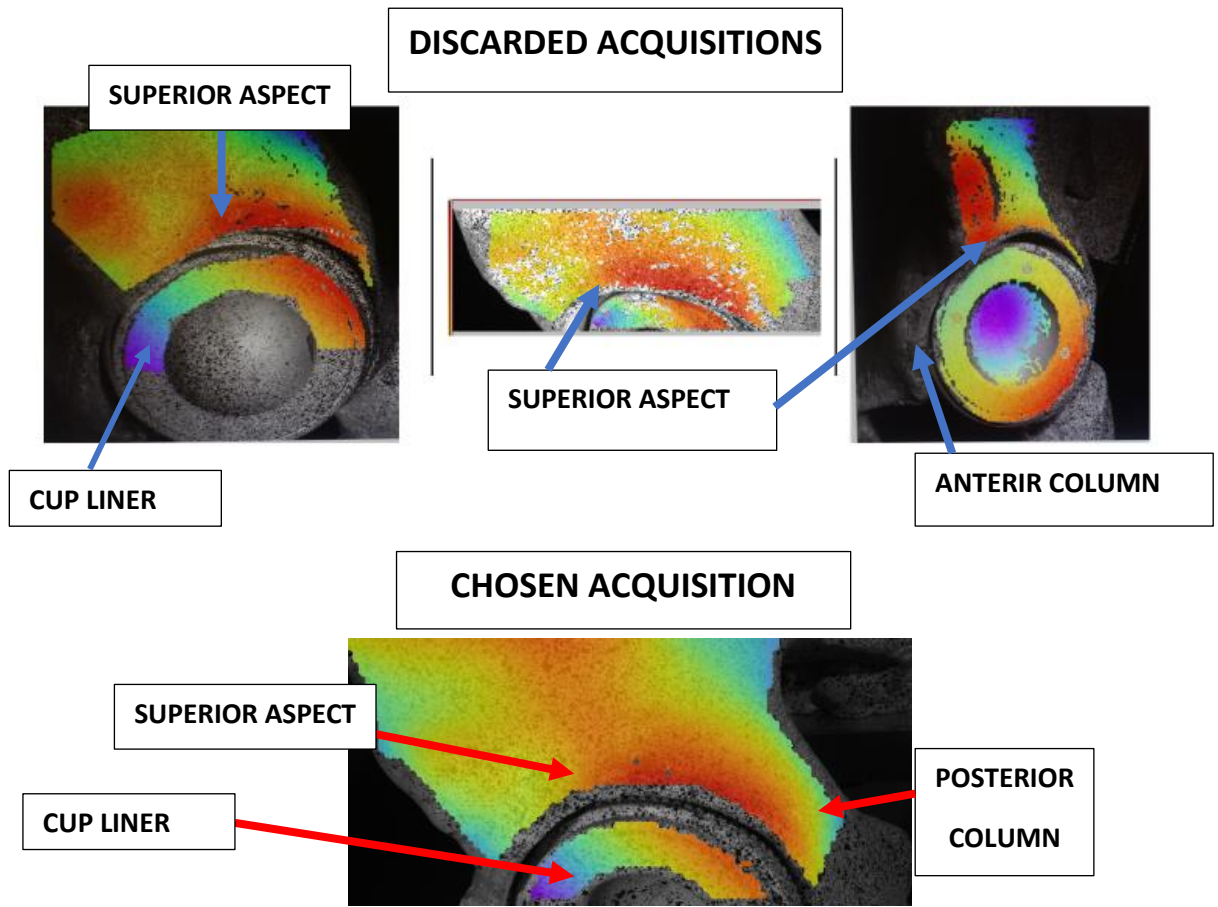 DISCARDED ACQUISITIONS
SUPERIOR ASPECT
SUPERIOR ASPECT
CUP LINER
ANTERIR COLUMN
CHOSEN ACQUISITION
SUPERIOR ASPECT
CUP LINER
POSTERIOR
COLUMN